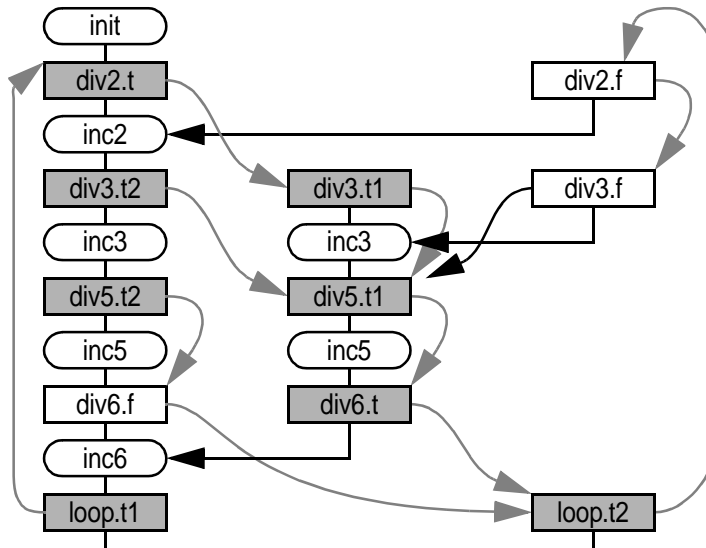 init
div2.t div2.f
inc2
div3.t2 div3.t1 div3.f
inc3 inc3
div5.t2 div5.t1
inc5 inc5
div6.f div6.t
inc6
loop.t1 loop.t2